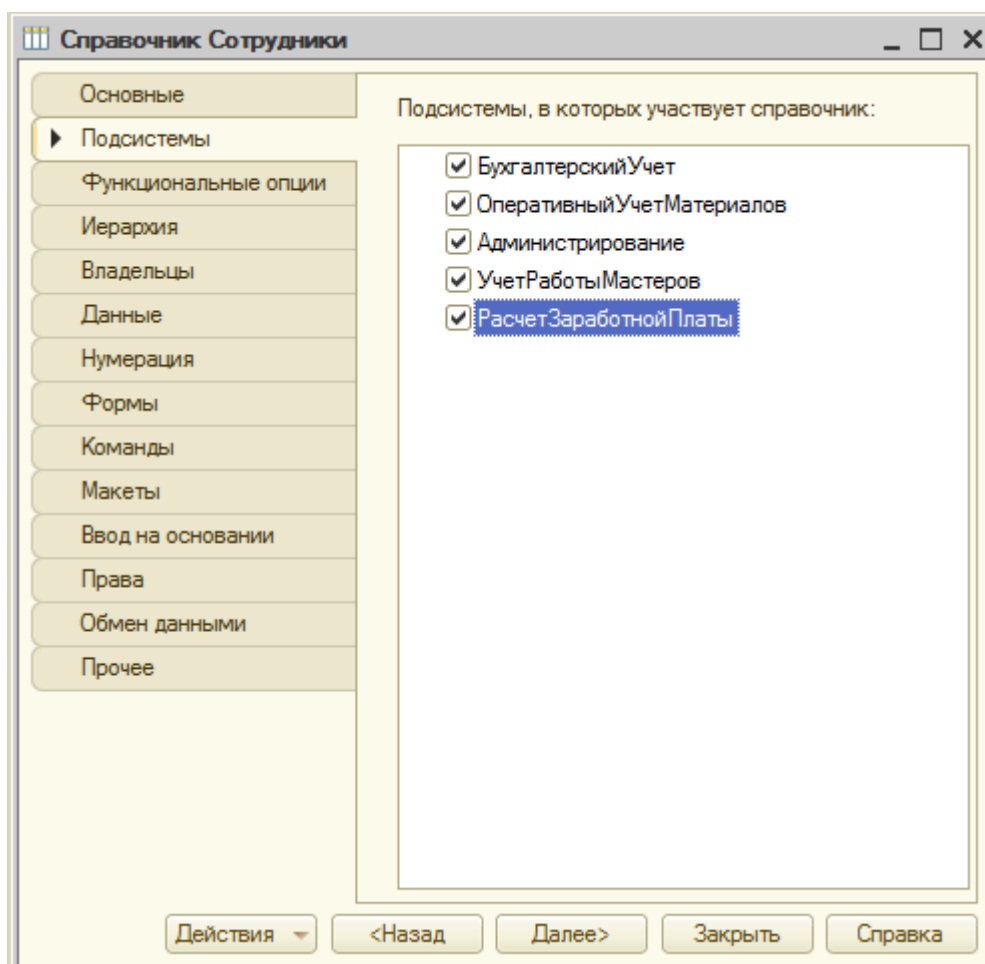 Справочник Сотрудники
Основные
Подсистемы
Функциональные опции
Иерархия
Владельцы
Данные
Нумерация
Формы
Команды
Макеты
Ввод на основании
Права
Обмен данными
Прочее
Подсистемы, в которых участвует справочник:
БухгалтерскийУчет
ОперативныйУчетМатериалов
Администрирование
УчетРаботыМастеров
РасчетЗаработнойПлаты
Действия
<Назад
Далее>
Закрыть
Справка